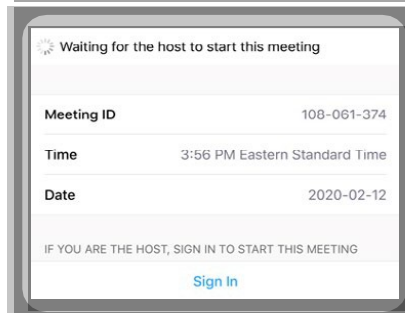 Waiting for the host to start this meeting
Meeting ID 108-061-374
Time 3:56 PM Eastern Standard Time
Date 2020-02-12
IF YOU ARE THE HOST, SIGN IN TO START THIS MEETING
Sign In